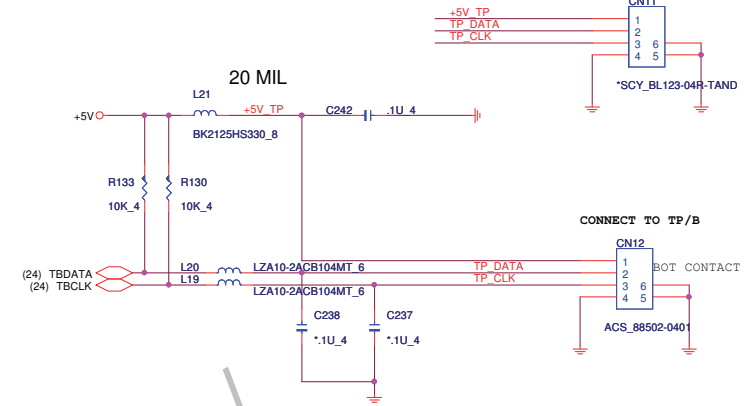 CN11
+5V_TP
TP_DATA
TP_CLK
1
2
3 6
4 5
*SCY_BL123-04R-TAND
20 MIL
L21
+5V
+5V_TP
C242 .1U_4
BK2125HS330_8
R133 R130
10K_4 10K_4
CONNECT TO TP/B
CN12
(24) TBDATA L20 LZA10-2ACB104MT_6 TP_DATA
(24) TBCLK L19 TP_CLK
LZA10-2ACB104MT_6
1
2
3 6
4 5
BOT CONTACT
C238 C237
*.1U_4 *.1U_4
ACS_88502-0401